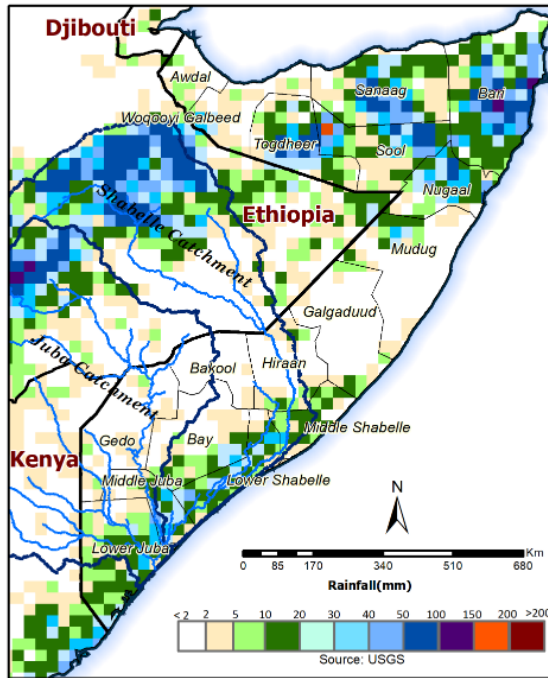 Djibouti
Awdal
Sanaag
Bari
Woqooyi Galbeed
Togdheer
Sool
Nugaal
Ethiopia
Shabelle Catchment
Mudug
Galgaduud
Juba Catchment
Bakool
Hiraan
Gedo
Bay
Middle Shabelle
Kenya
Middle Juba
Lower Shabelle
N
Lower Juba
Km
0 85 170 340 510 680
Rainfall(mm)
< 2 2 5 10 20 30 40 50 100 150 200 >200
Source: USGS